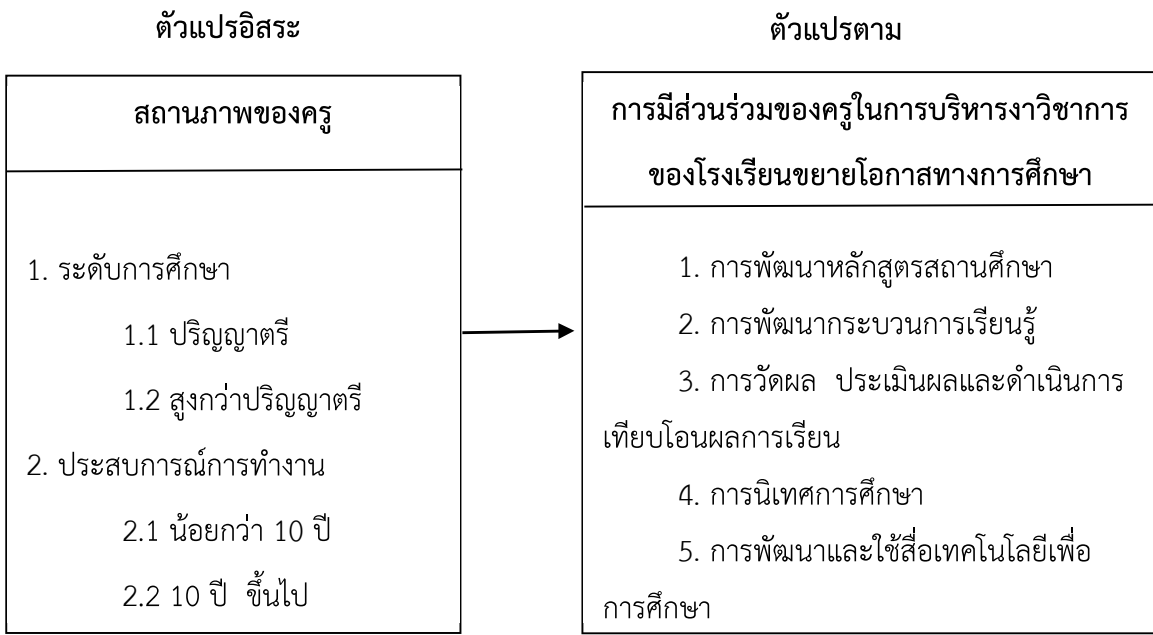 ตัวแปรอิสระ
สถานภาพของครู
1. ระดับการศึกษา
1.1 ปริญญาตรี
1.2 สูงกว่าปริญญาตรี
2. ประสบการณ์การทำงาน
2.1 น้อยกว่า 10 ปี
2.2 10 ปี ขึ้นไป
ตัวแปรตาม
การมีส่วนร่วมของครูในการบริหารงาวิชาการ
ของโรงเรียนขยายโอกาสทางการศึกษา
1. การพัฒนาหลักสูตรสถานศึกษา
2. การพัฒนากระบวนการเรียนรู้
3. การวัดผล ประเมินผลและดำเนินการ
เทียบโอนผลการเรียน
4. การนิเทศการศึกษา
5. การพัฒนาและใช้สื่อเทคโนโลยีเพื่อ
การศึกษา